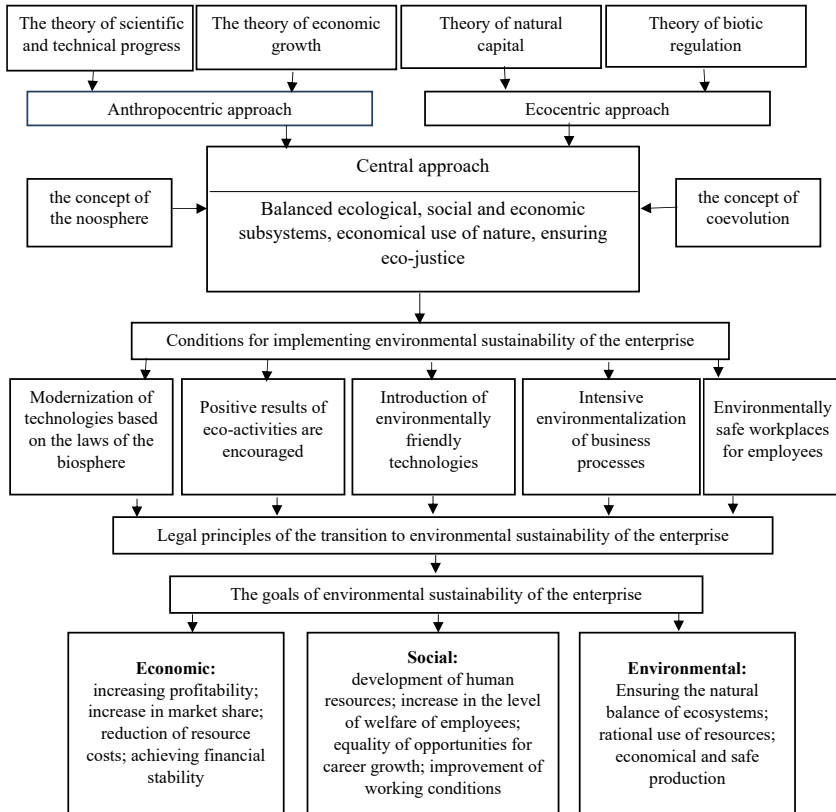 The theory of scientific
and technical progress
The theory of economic
growth
Theory of natural
capital
Theory of biotic
regulation
Anthropocentric approach
Ecocentric approach
Central approach
the concept of
the noosphere
Balanced ecological, social and economic
subsystems, economical use of nature, ensuring
eco-justice
the concept of
coevolution
Conditions for implementing environmental sustainability of the enterprise
Modernization of
technologies based
on the laws of the
biosphere
Positive results of
eco-activities are
encouraged
Introduction of
environmentally
friendly
technologies
Intensive
environmentalization
of business
processes
Environmentally
safe workplaces
for employees
Legal principles of the transition to environmental sustainability of the enterprise
The goals of environmental sustainability of the enterprise
Economic:
increasing profitability;
increase in market share;
reduction of resource
costs; achieving financial
stability
Social:
development of human
resources; increase in the level
of welfare of employees;
equality of opportunities for
career growth; improvement of
working conditions
Environmental:
Ensuring the natural
balance of ecosystems;
rational use of resources;
economical and safe
production